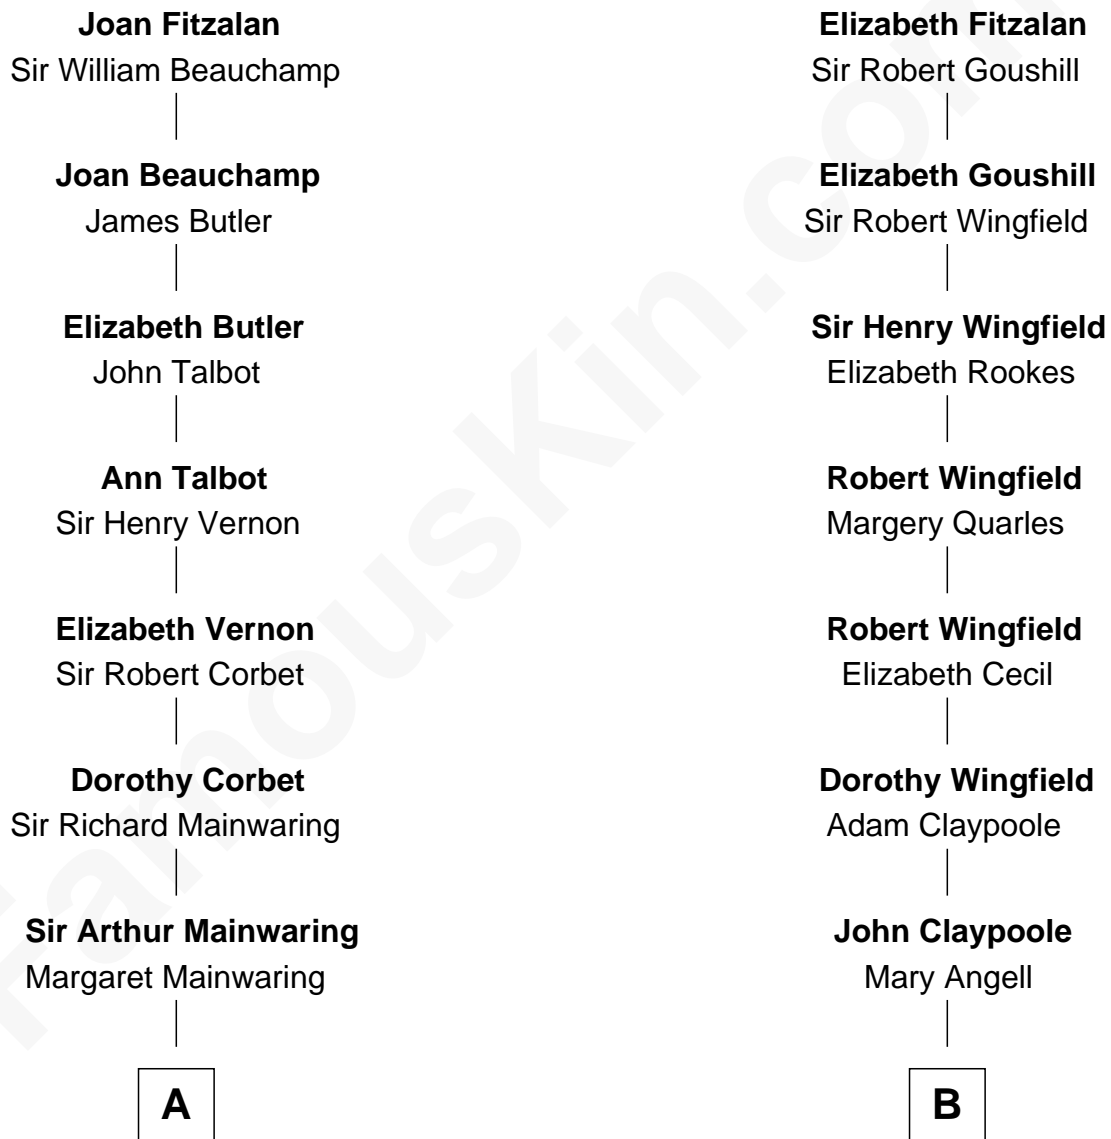 Joan Fitzalan
Sir William Beauchamp
Joan Beauchamp
James Butler
Elizabeth Butler
John Talbot
Ann Talbot
Sir Henry Vernon
Elizabeth Vernon
Sir Robert Corbet
Dorothy Corbet
Sir Richard Mainwaring
Sir Arthur Mainwaring
Margaret Mainwaring
A
Elizabeth Fitzalan
Sir Robert Goushill
Elizabeth Goushill
Sir Robert Wingfield
Sir Henry Wingfield
Elizabeth Rookes
Robert Wingfield
Margery Quarles
Robert Wingfield
Elizabeth Cecil
Dorothy Wingfield
Adam Claypoole
John Claypoole
Mary Angell
B
FamousKin.com